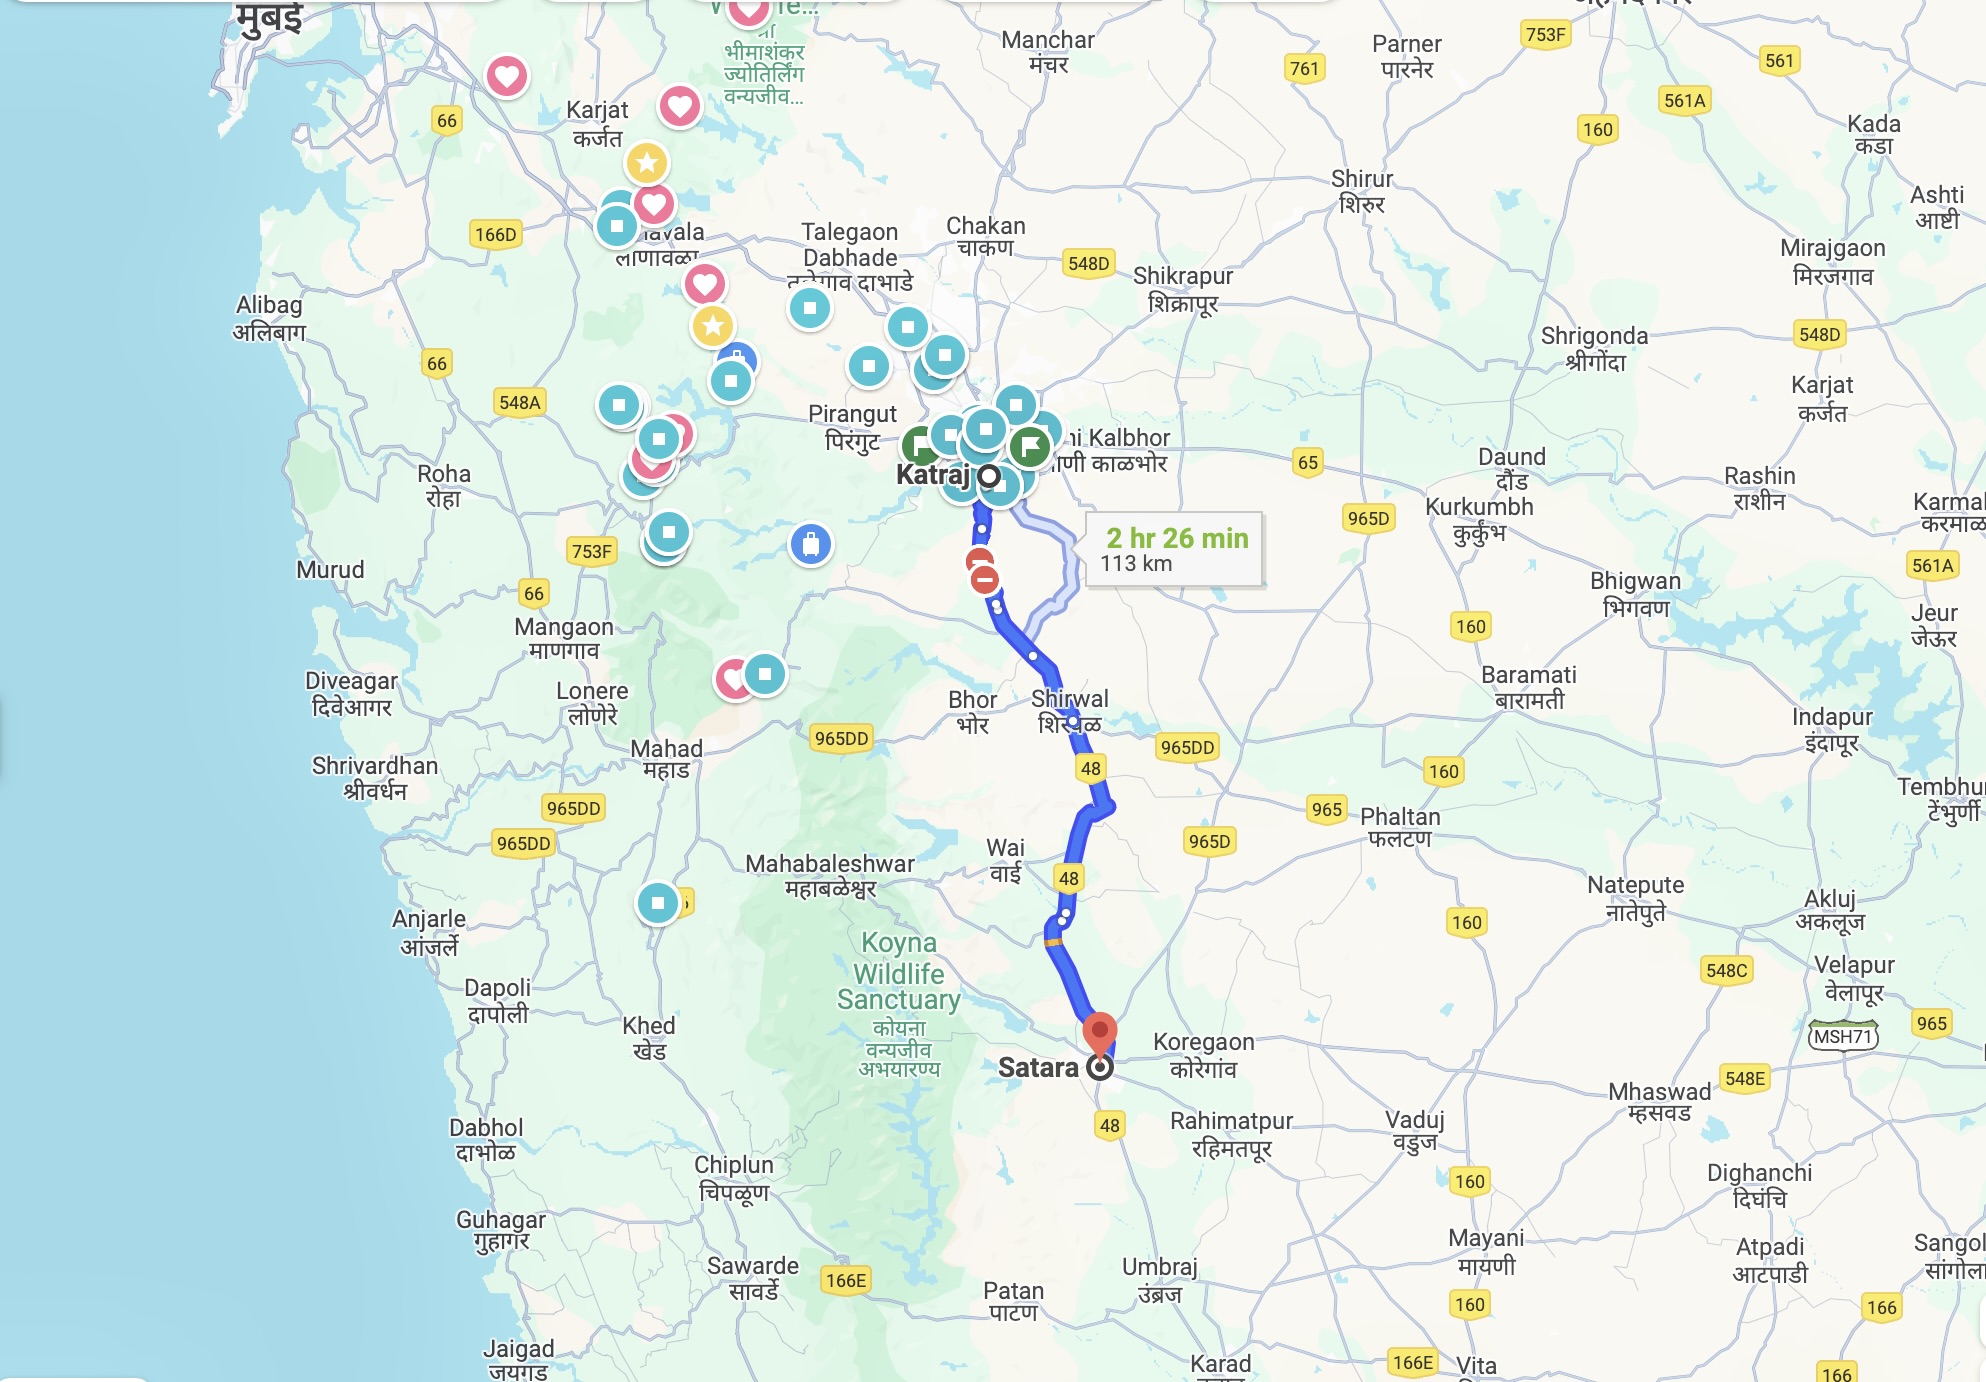 मुंबई
श्री
भीमाशंकर
ज्योतिर्लिंग
वन्यजीव...
Manchar
मंचर
Parner
पारनेर
753F
761
561
561A
Karjat
कर्जत
66
160
Kada
कडा
Shirur
शिरुर
Ashti
आष्टी
166D
लोणावळा
Talegaon
Dabhade
तळेगाव दाभाडे
Chakan
चाकण
548D
Shikrapur
शिक्रापूर
Mirajgaon
मिरजगाव
Alibag
अलिबाग
Shrigonda
श्रीगोंदा
548D
66
548A
Karjat
कर्जत
Pirangut
पिरंगुट
ni Kalbhor
णी काळभोर
Katraj
65
Daund
दौंड
Rashin
राशीन
Roha
रोहा
Kurkumbh
कुर्कुंभ
965D
Karmal
करमाळ
2 hr 26 min
113 km
753F
561A
Murud
66
Bhigwan
भिगवण
Jeur
जेऊर
Mangaon
माणगाव
160
Diveagar
दिवेआगर
Lonere
लोणेरे
Bhor
भोर
Shirwal
शिरवळ
Baramati
बारामती
Indapur
इंदापूर
965DD
965DD
Mahad
महाड
Shrivardhan
श्रीवर्धन
48
160
Tembhur
टेंभुर्णी
965DD
965
Phaltan
फलटण
965DD
965D
Wai
वाई
Mahabaleshwar
महाबळेश्वर
48
Natepute
नातेपुते
Akluj
अकलूज
Anjarle
आंजर्ले
160
Koyna
Wildlife
Sanctuary
कोयना
वन्यजीव
अभयारण्य
548C
Velapur
वेळापूर
Dapoli
दापोली
Khed
खेड
965
MSH71
Koregaon
कोरेगांव
Satara
548E
Mhaswad
म्हसवड
48
Rahimatpur
रहिमतपूर
Vaduj
वडुज
Dabhol
दाभोळ
Chiplun
चिपळूण
160
Dighanchi
दिघंचि
Guhagar
गुहागर
Mayani
मायणी
Atpadi
आटपाडी
Sangol
सांगोला
Sawarde
सावर्डे
166E
Patan
पाटण
Umbraj
उंब्रज
160
166
Jaigad
जयगड
Karad
166E
Vita
166